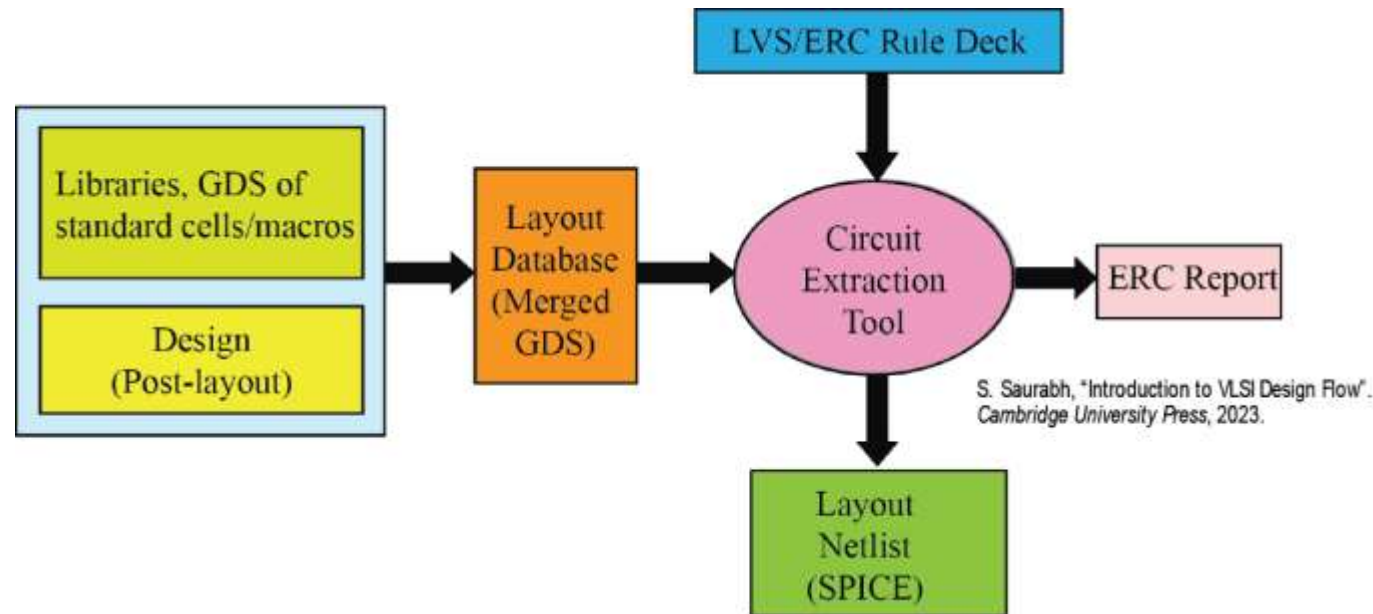 LVS/ERC Rule Deck
Libraries, GDS of
standard cells/macros
Design
(Post-layout)
Layout
Database
(Merged
GDS)
Circuit
Extraction
Tool
ERC Report
S. Saurabh, "Introduction to VLSI Design Flow".
Cambridge University Press, 2023.
Layout
Netlist
(SPICE)